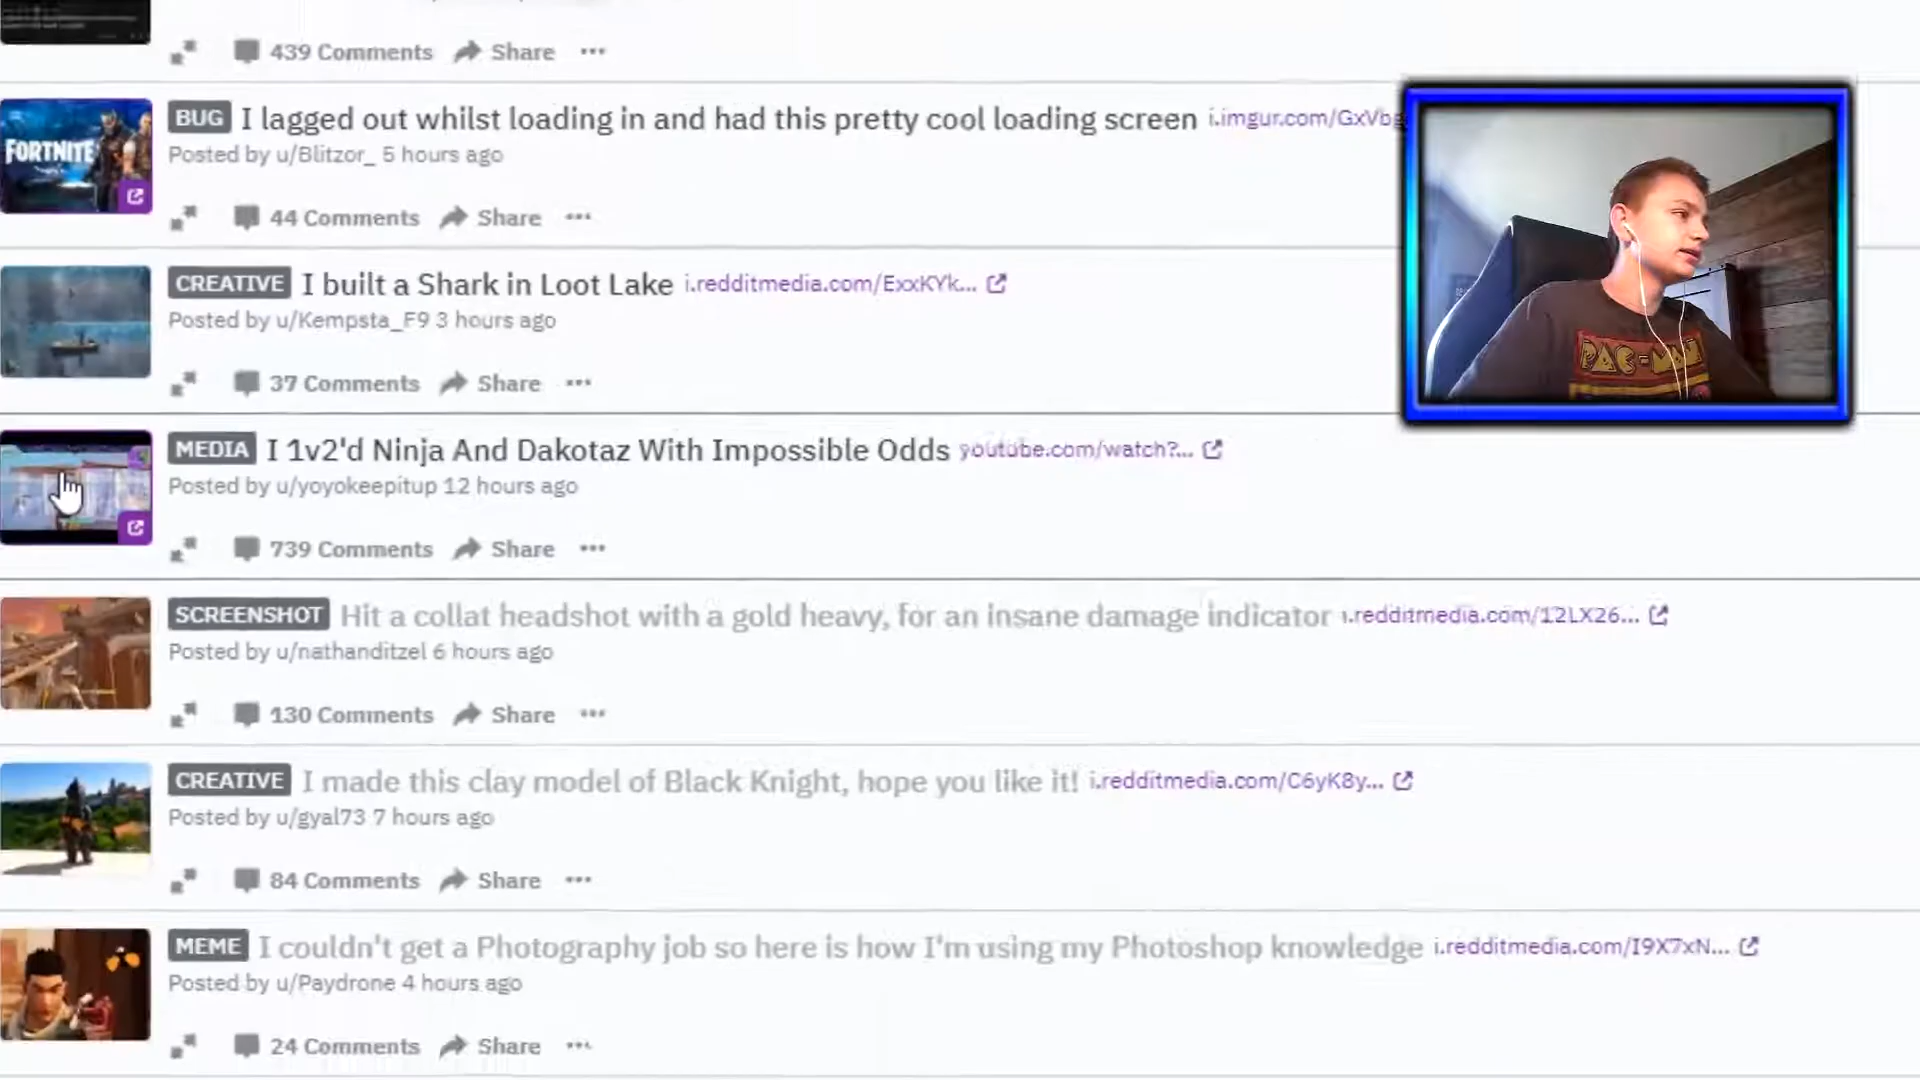 439 Comments Share
BUG I lagged out whilst loading in and had this pretty cool loading screen i.imgur.com/GxVb
FORTNITE
Posted by u/Blitzor_ 5 hours ago
44 Comments Share
CREATIVE I built a Shark in Loot Lake i.redditmedia.com/ExxKYk...
Posted by u/Kempsta_F9 3 hours ago
PAC-MAN
37 Comments Share
MEDIA I 1v2'd Ninja And Dakotaz With Impossible Odds youtube.com/watch?...
Posted by u/yoyokeepitup 12 hours ago
739 Comments Share
SCREENSHOT Hit a collat headshot with a gold heavy, for an insane damage indicator i.redditmedia.com/12LX26...
Posted by u/nathanditzel 6 hours ago
130 Comments Share
CREATIVE I made this clay model of Black Knight, hope you like it! i.redditmedia.com/C6yK8y...
Posted by u/gyal73 7 hours ago
84 Comments Share
MEME I couldn't get a Photography job so here is how I'm using my Photoshop knowledge i.redditmedia.com/I9X7xN...
Posted by u/Paydrone 4 hours ago
24 Comments Share